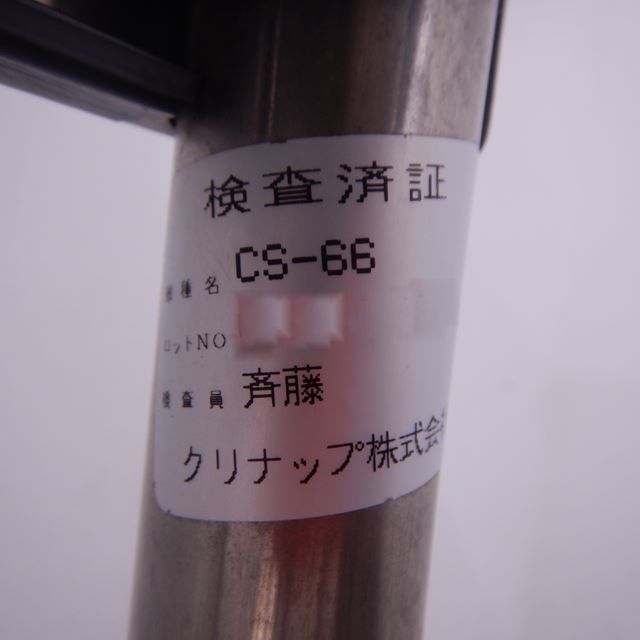 検査済証
機種名 CS-66
ロットNO
検査員 斉藤
クリナップ株式会